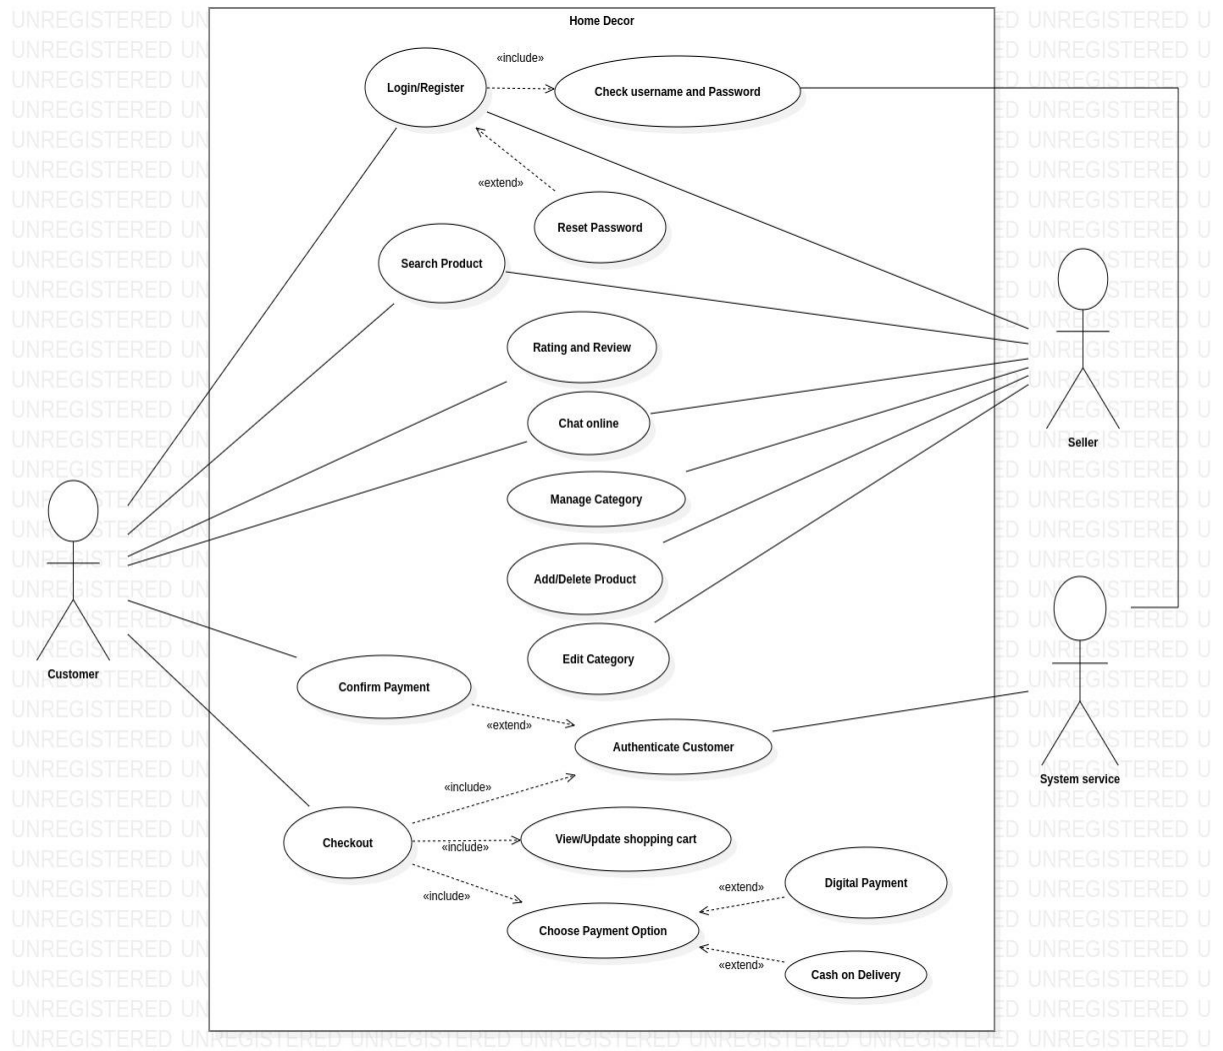 Home Decor
«include»
Login/Register
Check username and Password
«extend»
Reset Password
Search Product
Rating and Review
Chat online
Seller
Manage Category
Add/Delete Product
Edit Category
Customer
Confirm Payment
«extend»
Authenticate Customer
System service
«include»
Checkout
View/Update shopping cart
«include»
Digital Payment
«extend»
«include»
Choose Payment Option
«extend»
Cash on Delivery
UNREGISTERED